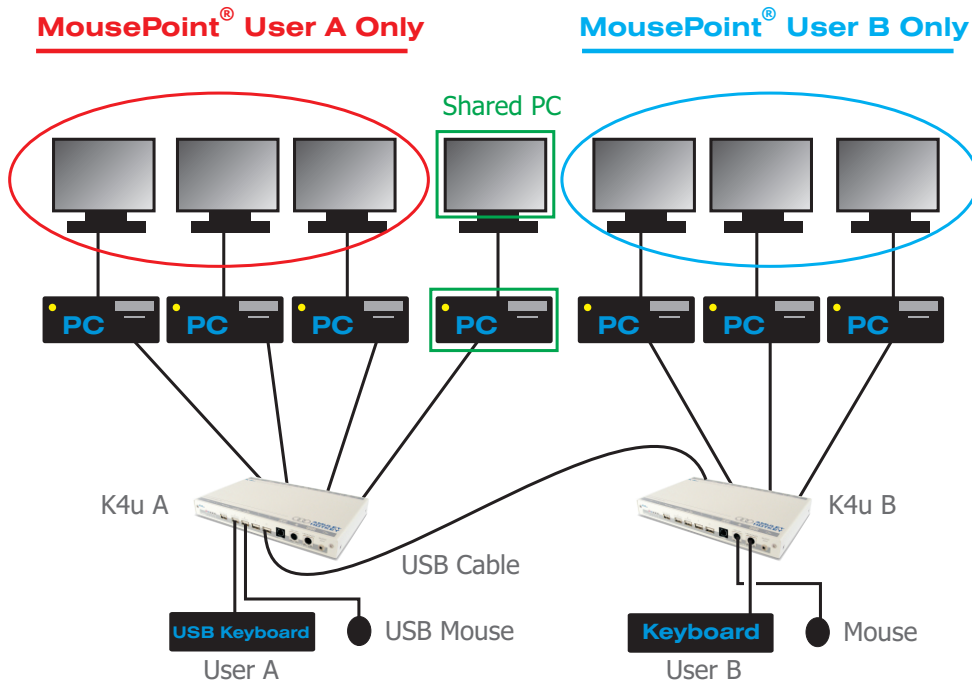 MousePoint® User A Only
MousePoint® User B Only
Shared PC
PC
PC
PC
PC
PC
PC
PC
K4u A
K4u B
USB Cable
USB Keyboard
USB Mouse
Keyboard
Mouse
User A
User B